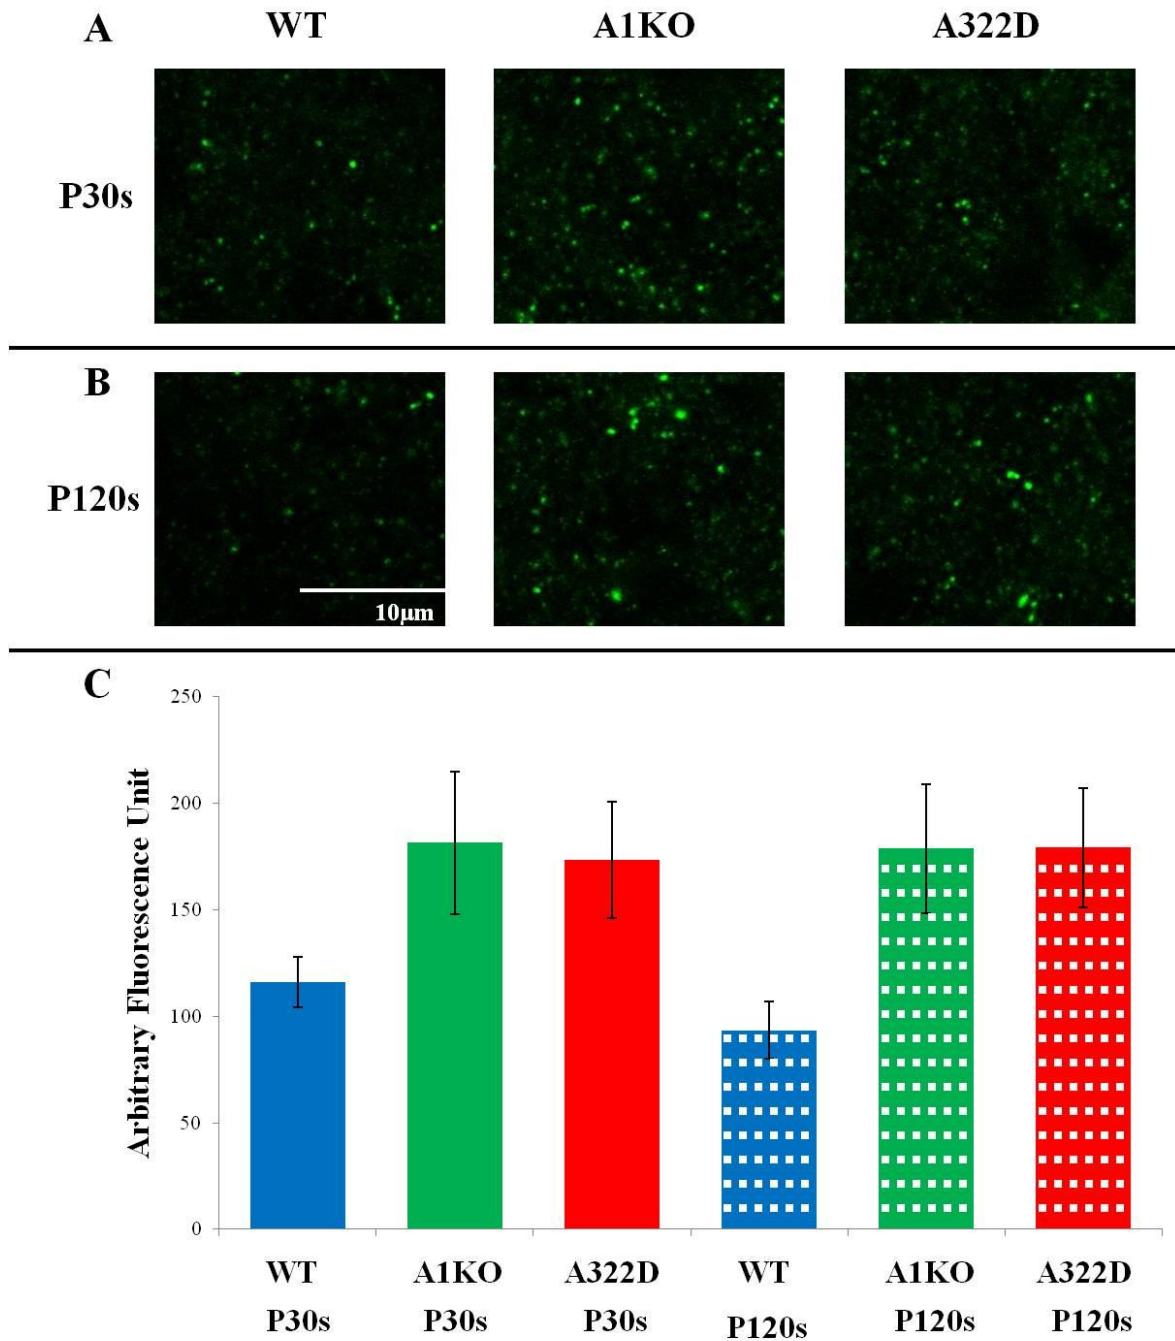 A WT A1KO A322D
P30s
B
P120s
10µm
C
Arbitrary Fluorescence Unit
250
200
150
100
50
0
WT A1KO A322D WT A1KO A322D
P30s P30s P30s P120s P120s P120s